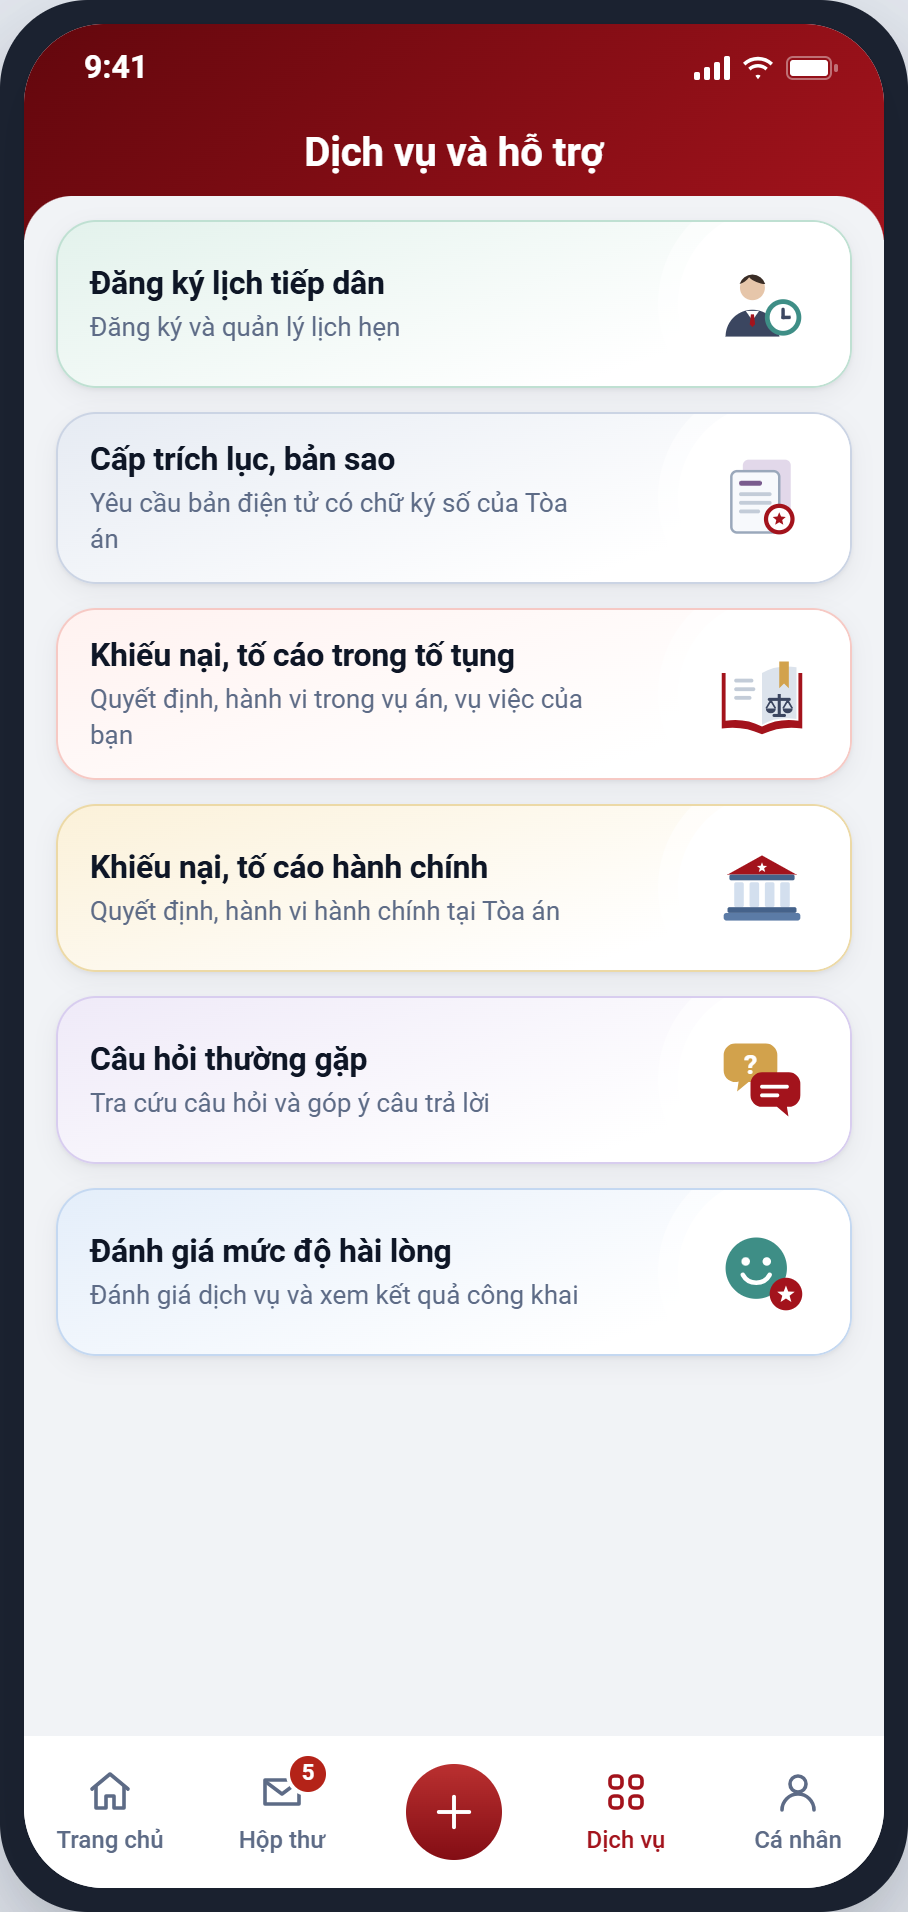 9:41
Dịch vụ và hỗ trợ
Đăng ký lịch tiếp dân
Đăng ký và quản lý lịch hẹn
Cấp trích lục, bản sao
Yêu cầu bản điện tử có chữ ký số của Tòa
án
Khiếu nại, tố cáo trong tố tụng
Quyết định, hành vi trong vụ án, vụ việc của
bạn
Khiếu nại, tố cáo hành chính
Quyết định, hành vi hành chính tại Tòa án
Câu hỏi thường gặp
Tra cứu câu hỏi và góp ý câu trả lời
?
Đánh giá mức độ hài lòng
Đánh giá dịch vụ và xem kết quả công khai
5
Trang chủ
Hộp thư
Dịch vụ
Cá nhân